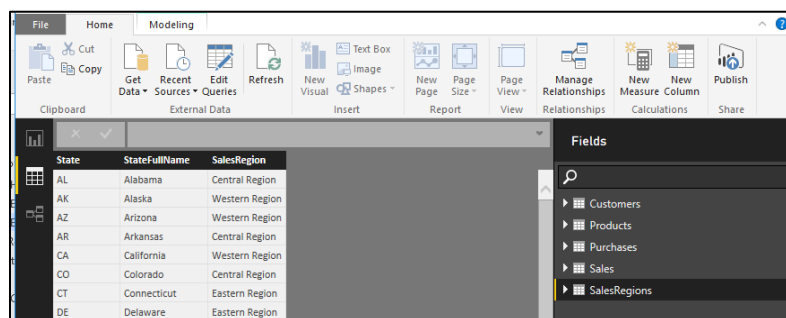 File Home Modeling
Cut Text Box
Copy Image
Paste Get Recent Edit Refresh New Shapes New Page Page Manage New New Publish
Data Sources Queries Visual Page Size View Relationships Measure Column
Clipboard External Data Insert Report View Relationships Calculations Share
Fields
State StateFullName SalesRegion
AL Alabama Central Region
AK Alaska Western Region
AZ Arizona Western Region
AR Arkansas Central Region
CA California Western Region
CO Colorado Central Region
CT Connecticut Eastern Region
DE Delaware Eastern Region
Customers
Products
Purchases
Sales
SalesRegions